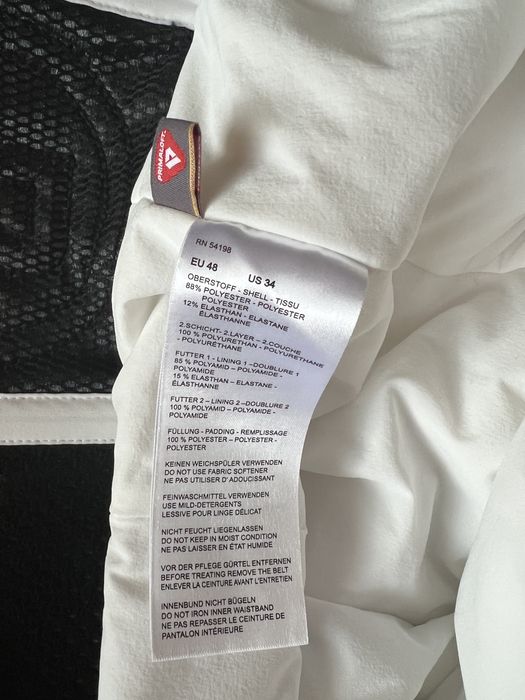 PRIMALOFT
RN 54198
EU 48 US 34
OBERSTOFF - SHELL - TISSU
88% POLYESTER - POLYESTER
POLYESTER
12% ELASTHAN - ELASTANE
ÉLASTHANNE
2.SCHICHT- 2.LAYER – 2.COUCHE
100 % POLYURETHAN - POLYURETHANE
- POLYURÉTHANE
FUTTER 1 - LINING 1 –DOUBLURE 1
85 % POLYAMID – POLYAMIDE -
POLYAMIDE
15 % ELASTHAN – ELASTANE -
ÉLASTHANNE
FUTTER 2 – LINING 2 –DOUBLURE 2
100 % POLYAMID – POLYAMIDE -
POLYAMIDE
FÜLLUNG - PADDING - REMPLISSAGE
100 % POLYESTER – POLYESTER -
POLYESTER
KEINEN WEICHSPÜLER VERWENDEN
DO NOT USE FABRIC SOFTENER
NE PAS UTILISER D' ADOUCISSANT
FEINWASCHMITTEL VERWENDEN
USE MILD-DETERGENTS
LESSIVE POUR LINGE DÉLICAT
NICHT FEUCHT LIEGENLASSEN
DO NOT KEEP IN MOIST CONDITION
NE PAS LAISSER EN ÉTAT HUMIDE
VOR DER PFLEGE GÜRTEL ENTFERNEN
BEFORE TREATING REMOVE THE BELT
ENLEVER LA CEINTURE AVANT L'ENTRETIEN
INNENBUND NICHT BÜGELN
DO NOT IRON INNER WAISTBAND
NE PAS REPASSER LE CEINTURE DE
PANTALON INTÉRIEURE